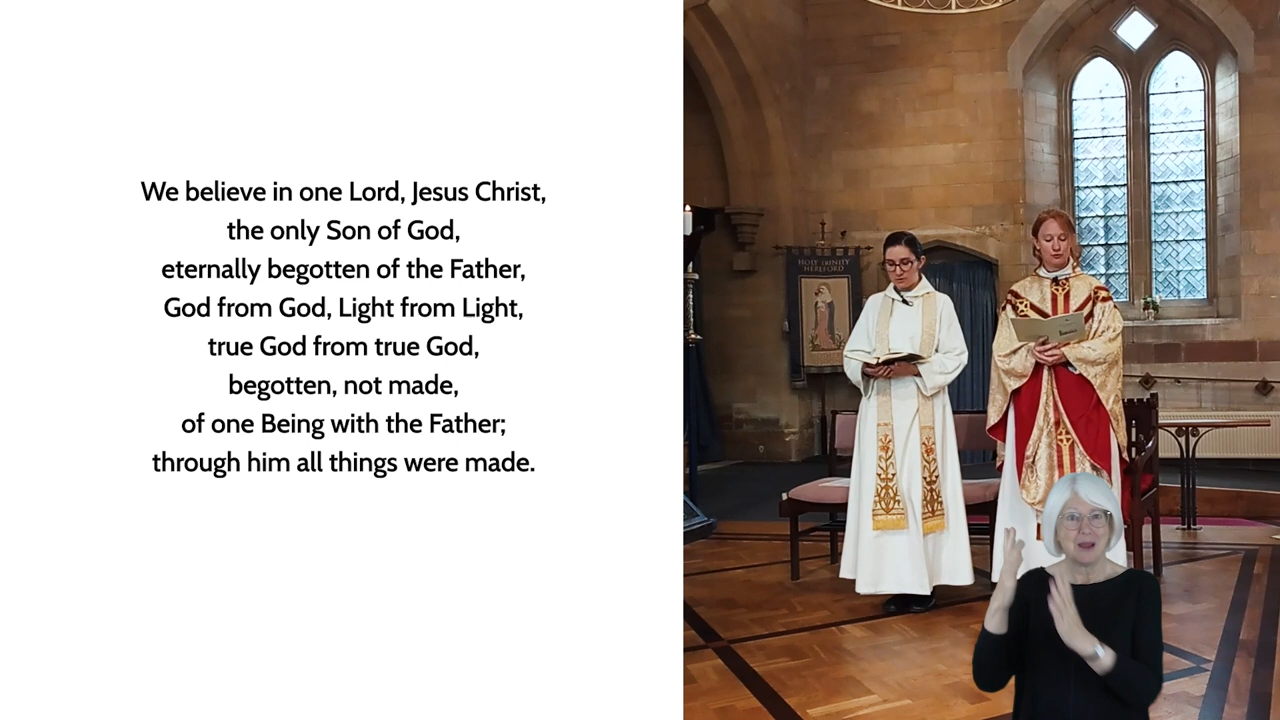 We believe in one Lord, Jesus Christ,
the only Son of God,
eternally begotten of the Father,
God from God, Light from Light,
true God from true God,
begotten, not made,
of one Being with the Father;
through him all things were made.
HOLY TRINITY
HEREFORD